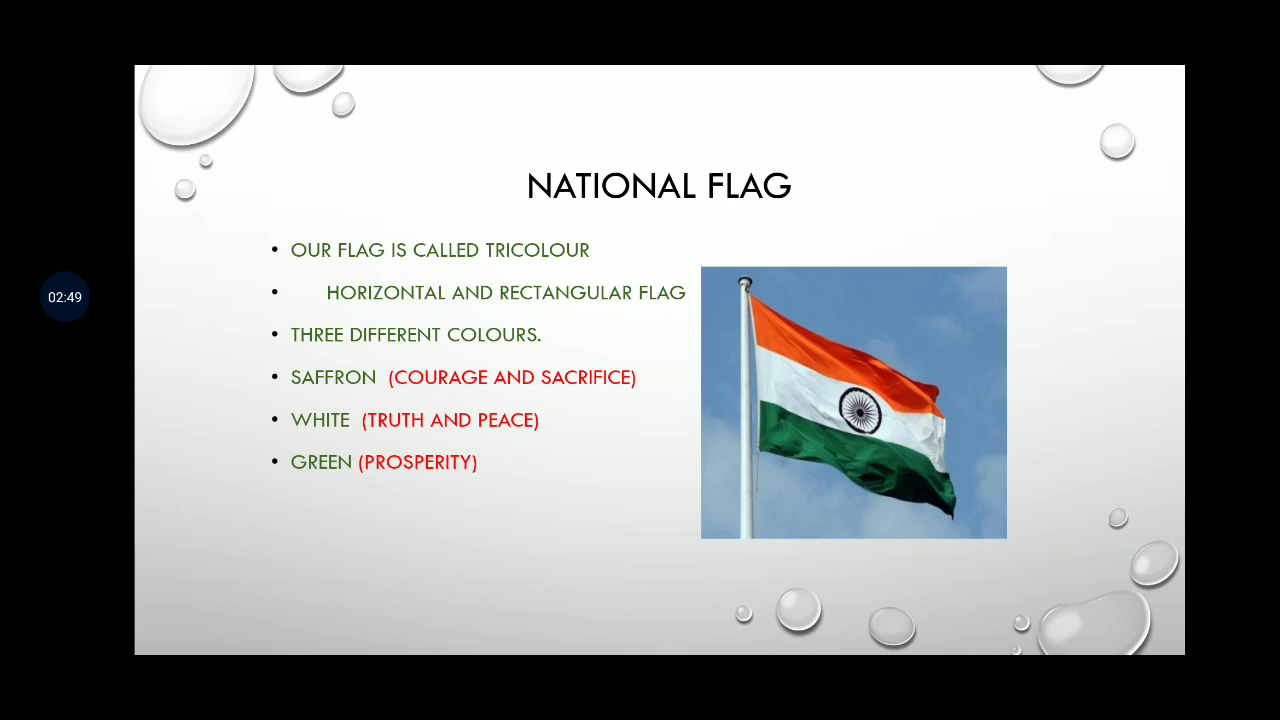 NATIONAL FLAG
• OUR FLAG IS CALLED TRICOLOUR
• HORIZONTAL AND RECTANGULAR FLAG
• THREE DIFFERENT COLOURS.
• SAFFRON (COURAGE AND SACRIFICE)
• WHITE (TRUTH AND PEACE)
• GREEN (PROSPERITY)
02:49